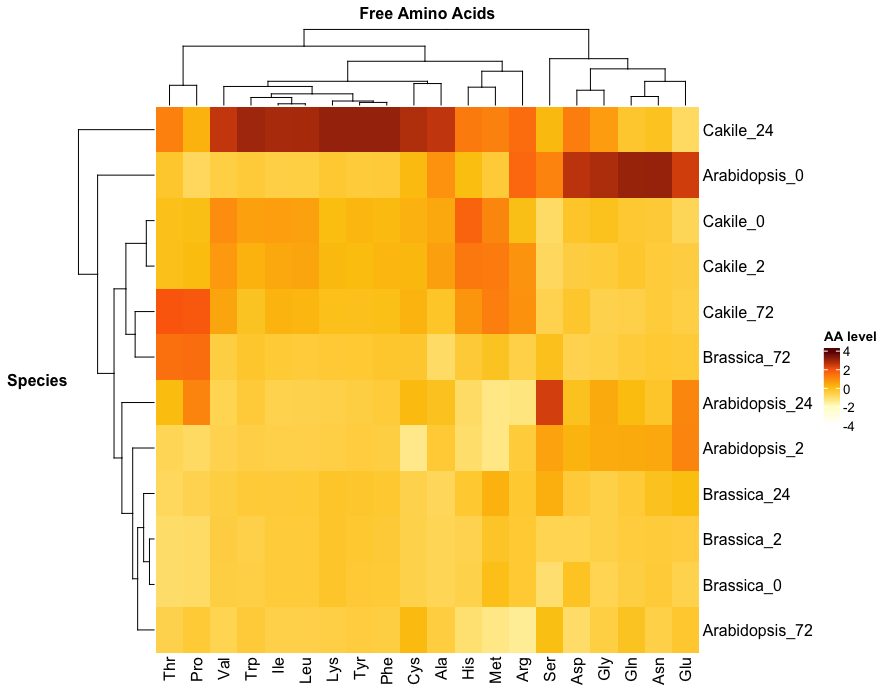 Free Amino Acids
Cakile_24
Arabidopsis_0
Cakile_0
Cakile_2
Cakile_72
Brassica_72
Arabidopsis_24
Arabidopsis_2
Brassica_24
Brassica_2
Brassica_0
Arabidopsis_72
Species
AA level
4
2
0
-2
-4
Thr Pro Val Trp Ile Leu Lys Tyr Phe Cys Ala His Met Arg Ser Asp Gly Gln Asn Glu